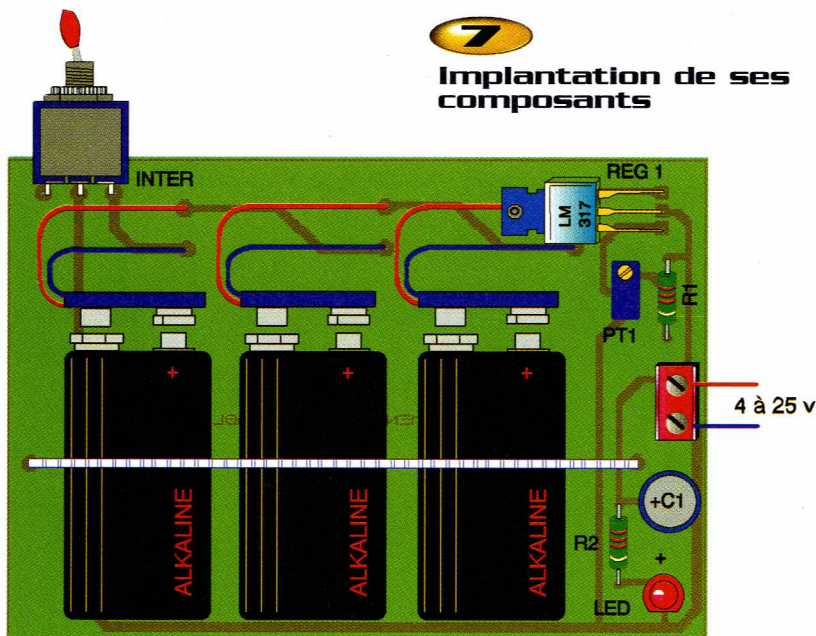 7
Implantation de ses
composants
INTER
REG 1
LM
317
PT1
R1
4 à 25 v
+ + +
ALKALINE
ALKALINE
ALKALINE
+C1
R2
+
LED